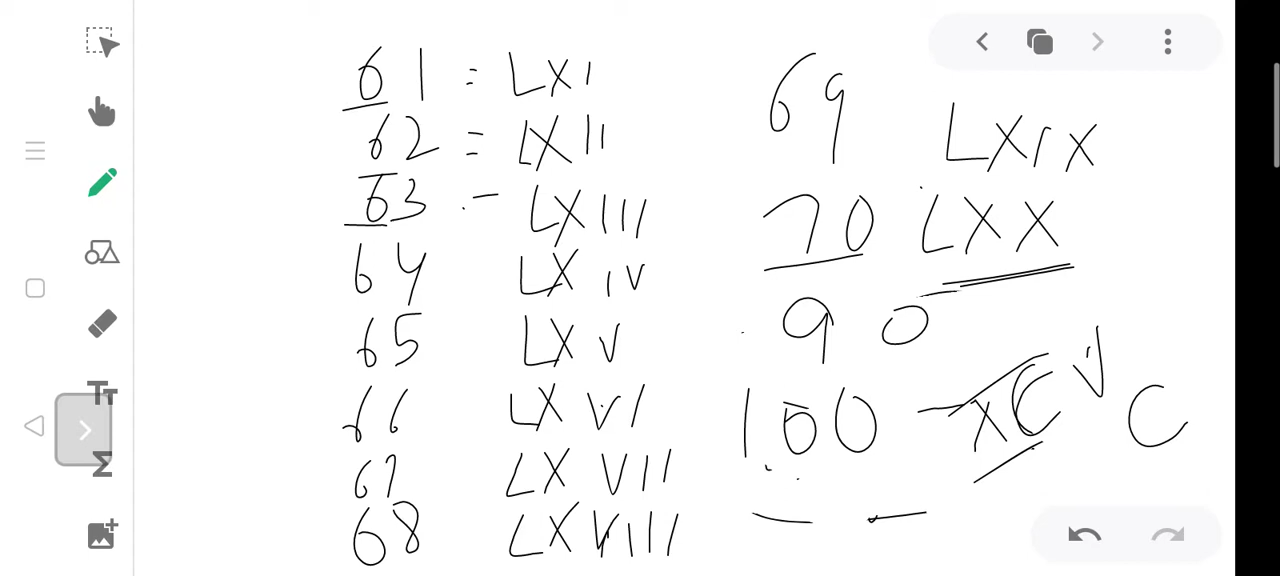 61 = LXI
62 = LXII
63 = LXIII
64 LXIV
65 LXV
66 LXVI
67 LXVII
68 LXVIII
69 LXIX
70 LXX
90 XC
100 C
Tт
Σ